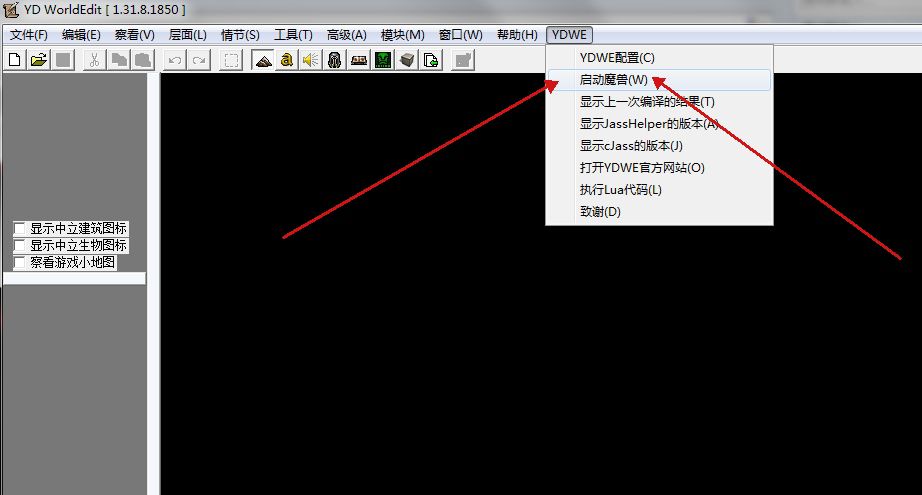 YD WorldEdit [ 1.31.8.1850 ]
文件(F) 编辑(E) 察看(V) 层面(L) 情节(S) 工具(T) 高级(A) 模块(M) 窗口(W) 帮助(H) YDWE
YDWE配置(C)
启动魔兽(W)
显示上一次编译的结果(T)
显示JassHelper的版本(A)
显示cJass的版本(J)
打开YDWE官方网站(O)
执行Lua代码(L)
致谢(D)
显示中立建筑图标
显示中立生物图标
察看游戏小地图